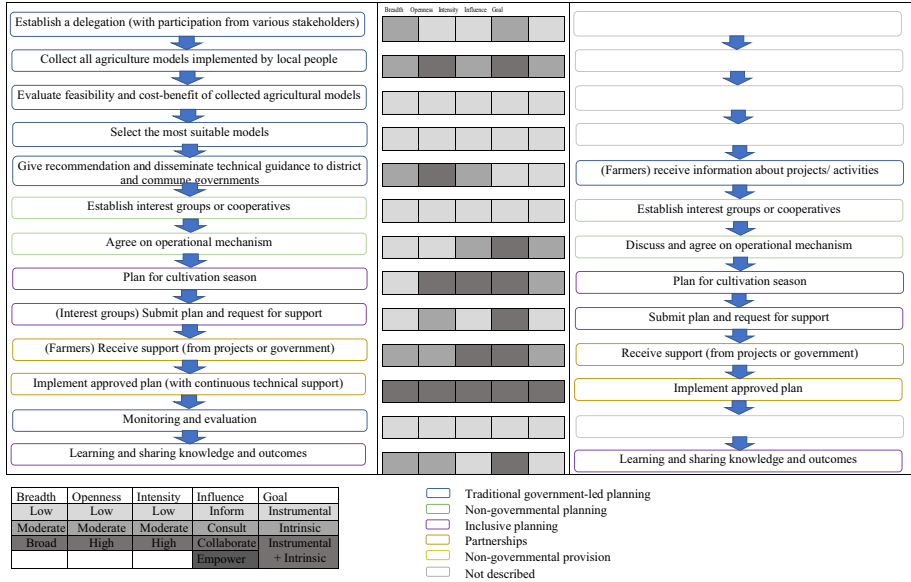 Breadth Openness Intensity Influence Goal
Establish a delegation (with participation from various stakeholders)
Collect all agriculture models implemented by local people
Evaluate feasibility and cost-benefit of collected agricultural models
Select the most suitable models
Give recommendation and disseminate technical guidance to district
and commune governments
Establish interest groups or cooperatives
Agree on operational mechanism
Plan for cultivation season
(Interest groups) Submit plan and request for support
(Farmers) Receive support (from projects or government)
Implement approved plan (with continuous technical support)
Monitoring and evaluation
Learning and sharing knowledge and outcomes
(Farmers) receive information about projects/ activities
Establish interest groups or cooperatives
Discuss and agree on operational mechanism
Plan for cultivation season
Submit plan and request for support
Receive support (from projects or government)
Implement approved plan
Learning and sharing knowledge and outcomes
Breadth Openness Intensity Influence Goal
Low Low Low Inform Instrumental
Moderate Moderate Moderate Consult Intrinsic
Broad High High Collaborate Instrumental
+ Intrinsic
Empower
Traditional government-led planning
Non-governmental planning
Inclusive planning
Partnerships
Non-governmental provision
Not described